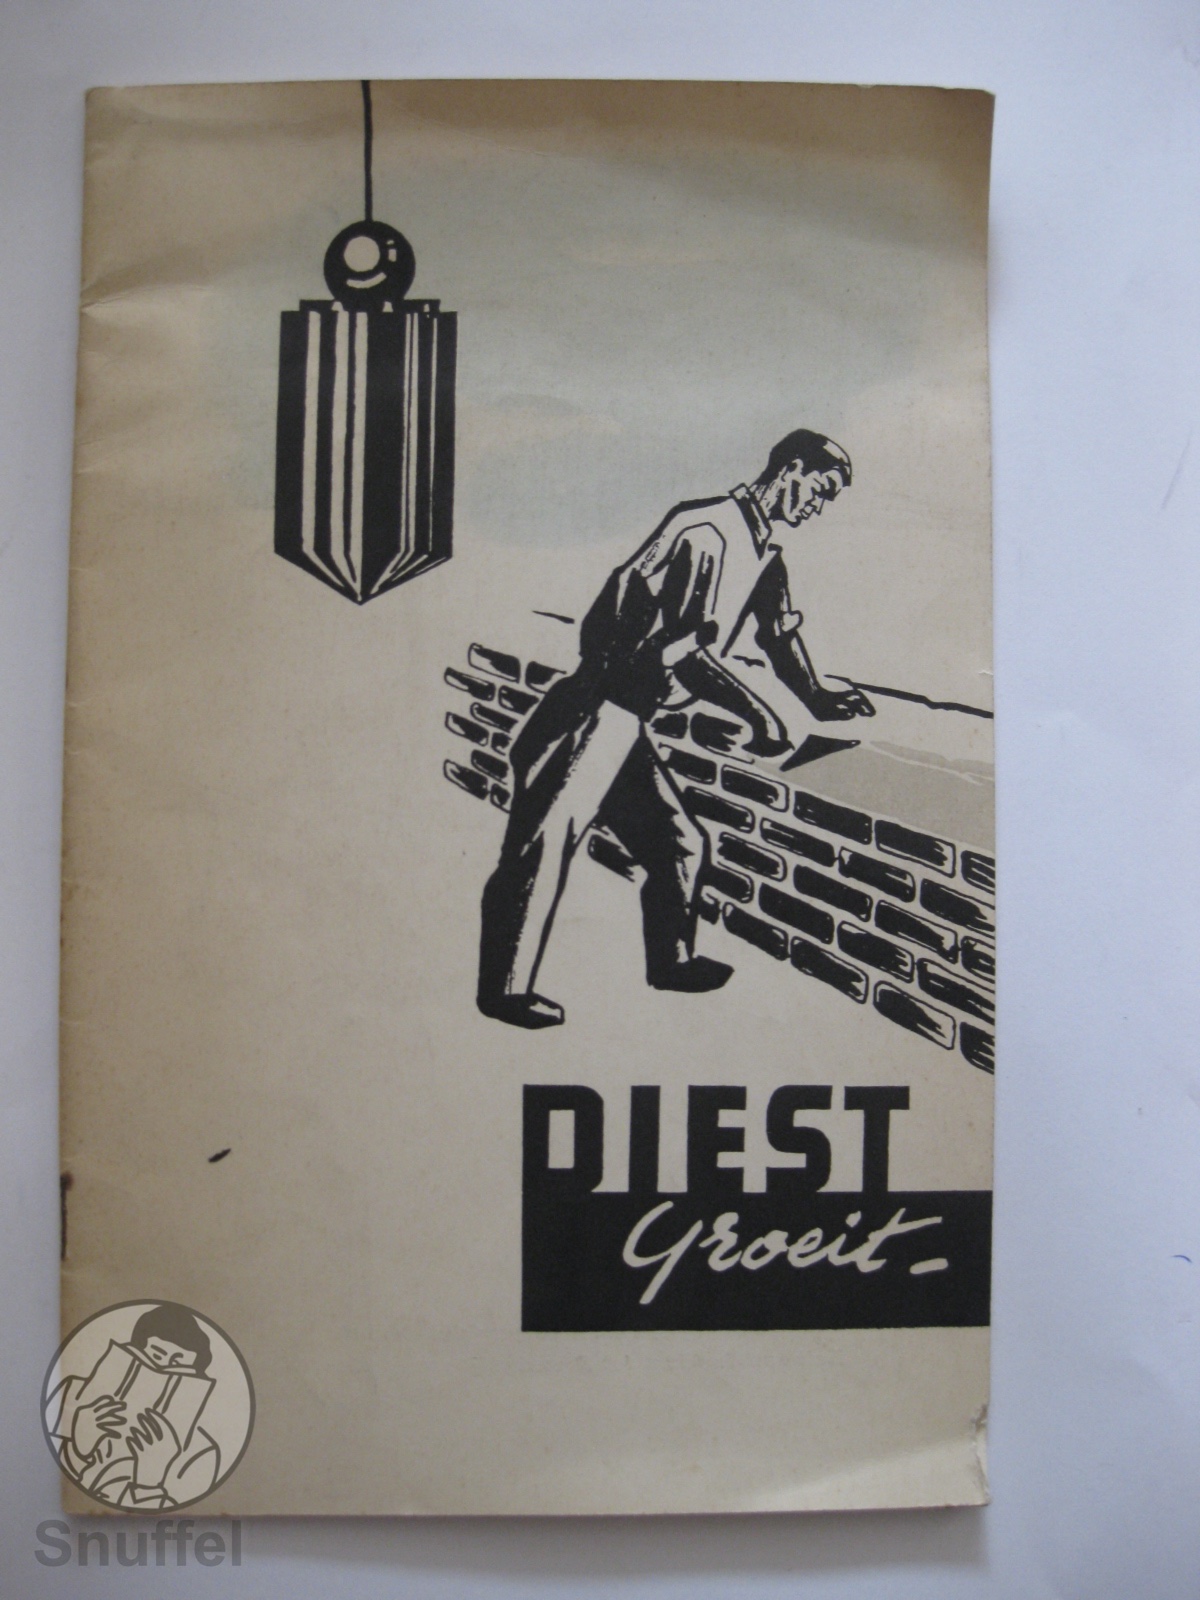 DIEST
groeit-
Snuffel